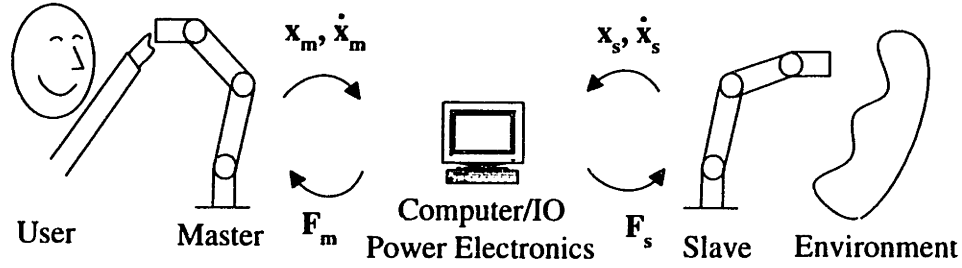 x_m, ẋ_m
x_s, ẋ_s
F_m
F_s
User
Master
Computer/IO
Power Electronics
Slave
Environment